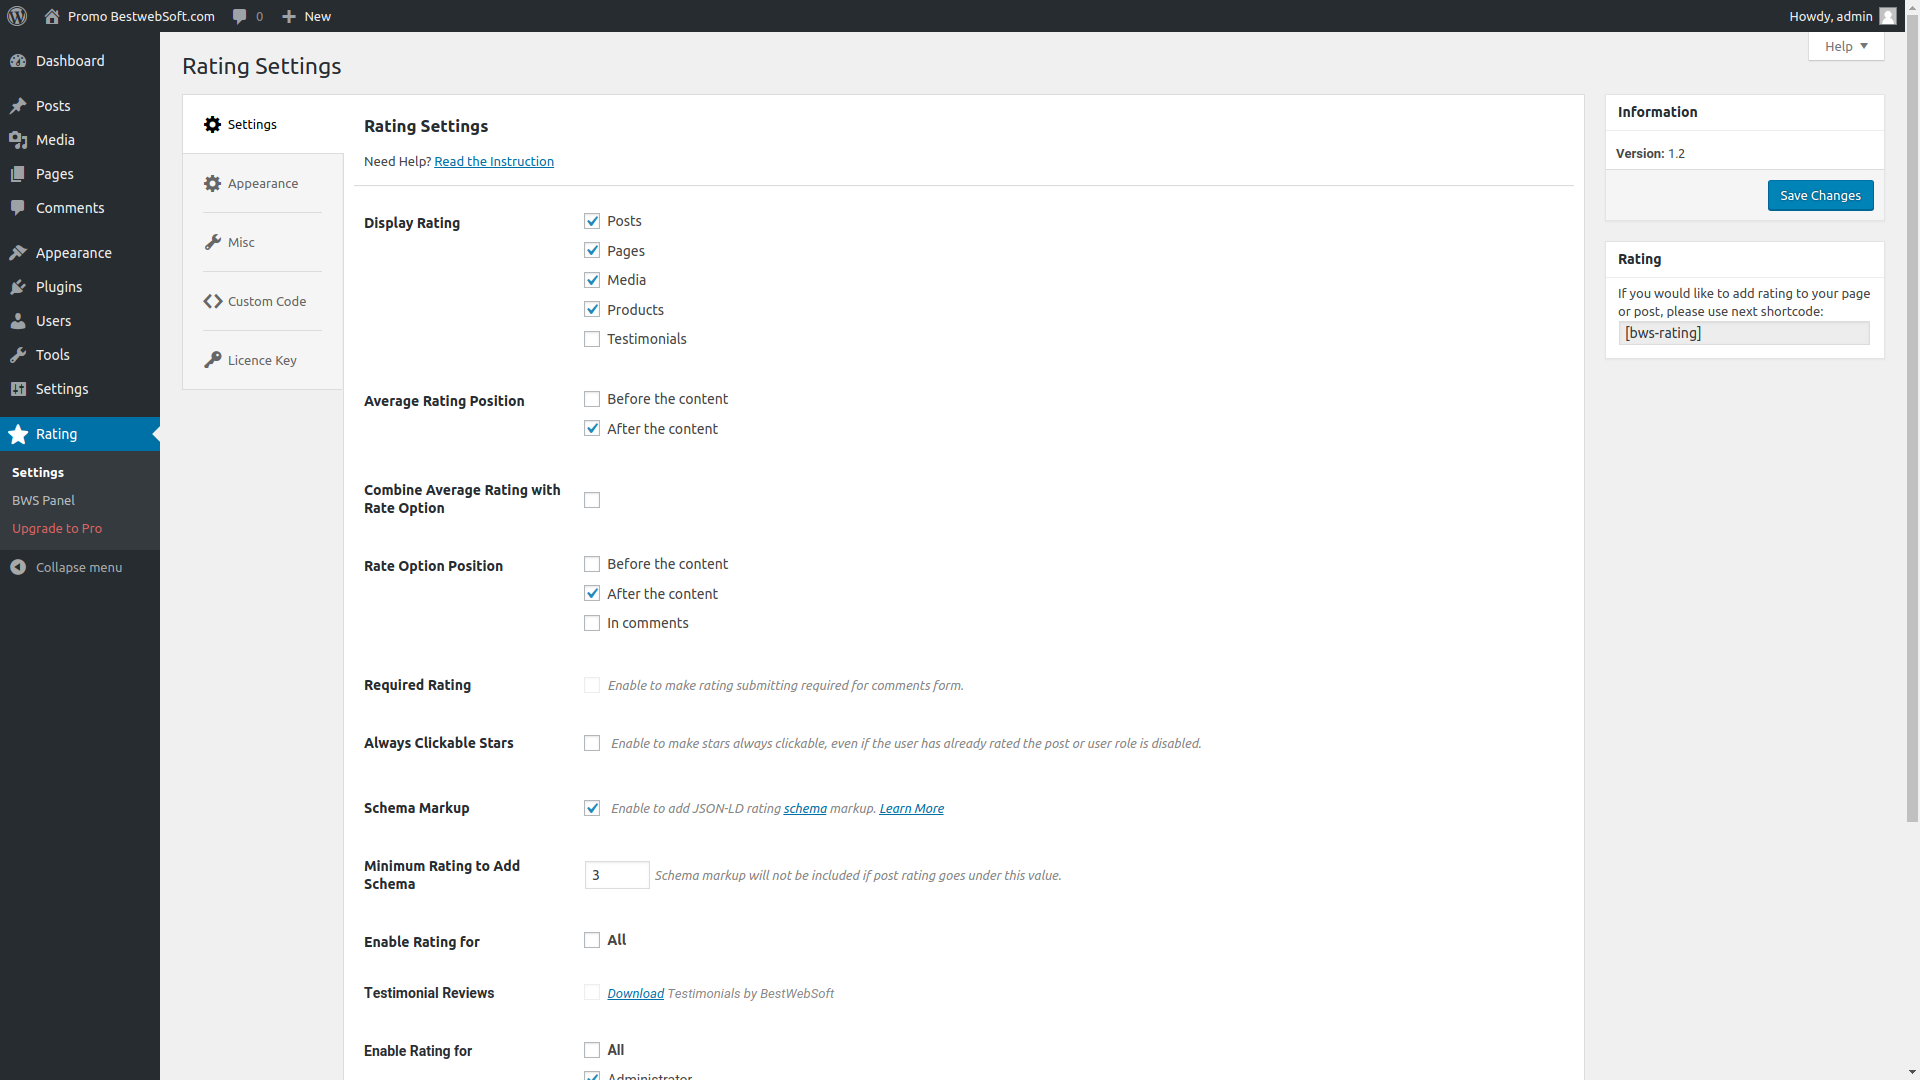 Promo BestwebSoft.com 0 New Howdy, admin
Help
Dashboard
Posts
Media
Pages
Comments
Appearance
Plugins
Users
Tools
Settings
Rating
Settings
BWS Panel
Upgrade to Pro
Collapse menu
Rating Settings
Settings
Appearance
Misc
Custom Code
Licence Key
Rating Settings
Need Help? Read the Instruction
Display Rating
Posts
Pages
Media
Products
Testimonials
Average Rating Position
Before the content
After the content
Combine Average Rating with
Rate Option
Rate Option Position
Before the content
After the content
In comments
Required Rating
Enable to make rating submitting required for comments form.
Always Clickable Stars
Enable to make stars always clickable, even if the user has already rated the post or user role is disabled.
Schema Markup
Enable to add JSON-LD rating schema markup. Learn More
Minimum Rating to Add
Schema
3
Schema markup will not be included if post rating goes under this value.
Enable Rating for
All
Testimonial Reviews
Download Testimonials by BestWebSoft
Enable Rating for
All
Administrator
Information
Version: 1.2
Save Changes
Rating
If you would like to add rating to your page
or post, please use next shortcode:
[bws-rating]